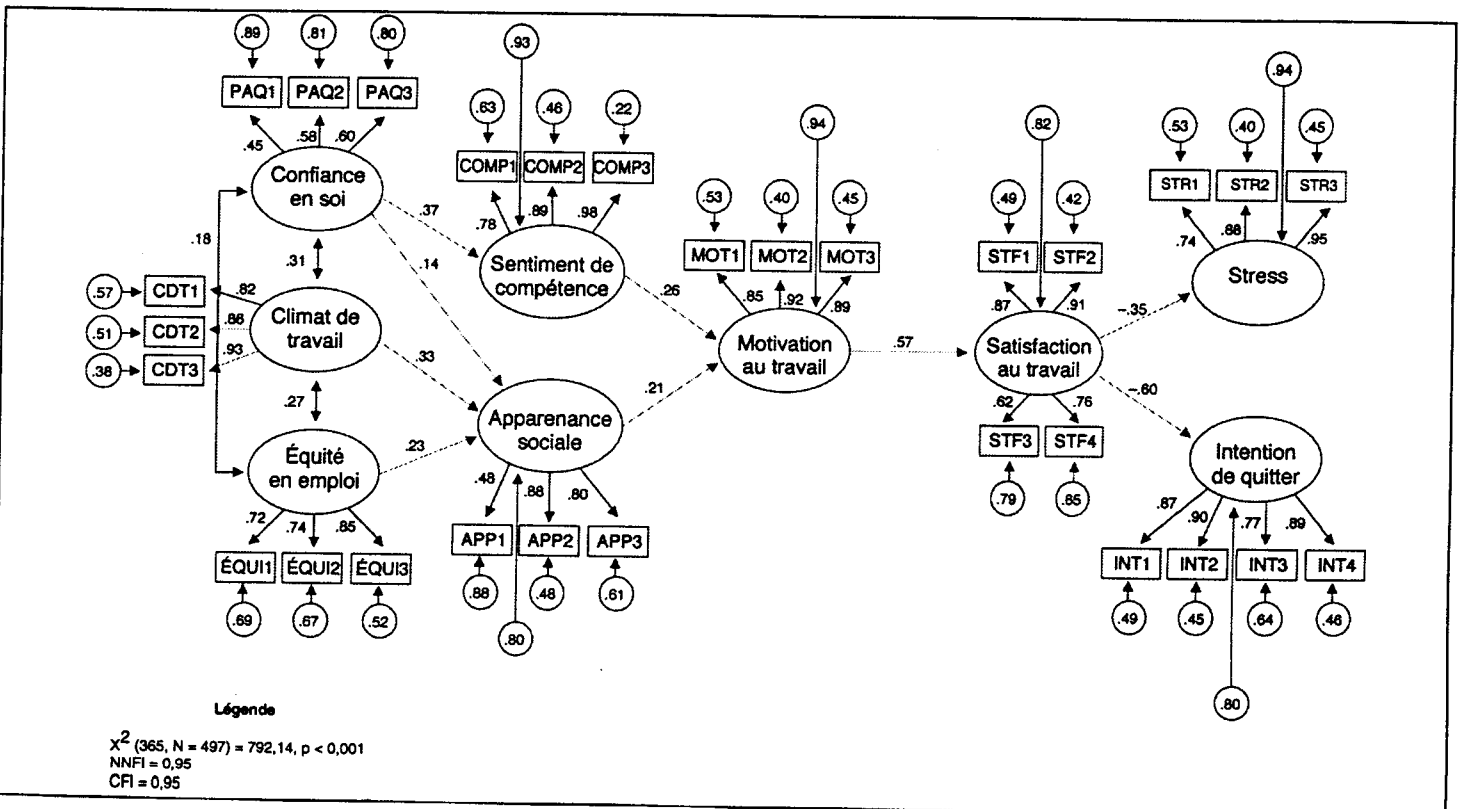 .89 .81 .80
PAQ1 PAQ2 PAQ3
.45 .58 .60
Confiance
en soi
.18
.31
.37
.14
.57 CDT1 .82
.51 CDT2 .86
.38 CDT3 .93
Climat de
travail
.33
.27
Équité
en emploi
.23
.72 .74 .85
ÉQUI1 ÉQUI2 ÉQUI3
.69 .67 .52
.93
.63 .46 .22
COMP1 COMP2 COMP3
.78 .89 .98
Sentiment de
compétence
.26
Apparenance
sociale
.21
.48 .88 .80
APP1 APP2 APP3
.88 .48 .61
.80
.94
.53 .40 .45
MOT1 MOT2 MOT3
.85 .92 .89
Motivation
au travail
.57
.82
.49 .42
STF1 STF2
.87 .91
Satisfaction
au travail
.62 .76
STF3 STF4
.79 .85
–.35
–.60
.94
.53 .40 .45
STR1 STR2 STR3
.74 .88 .95
Stress
Intention
de quitter
.87 .90 .77 .89
INT1 INT2 INT3 INT4
.49 .45 .64 .46
.80
Légende
X² (365, N = 497) = 792,14, p < 0,001
NNFI = 0,95
CFI = 0,95